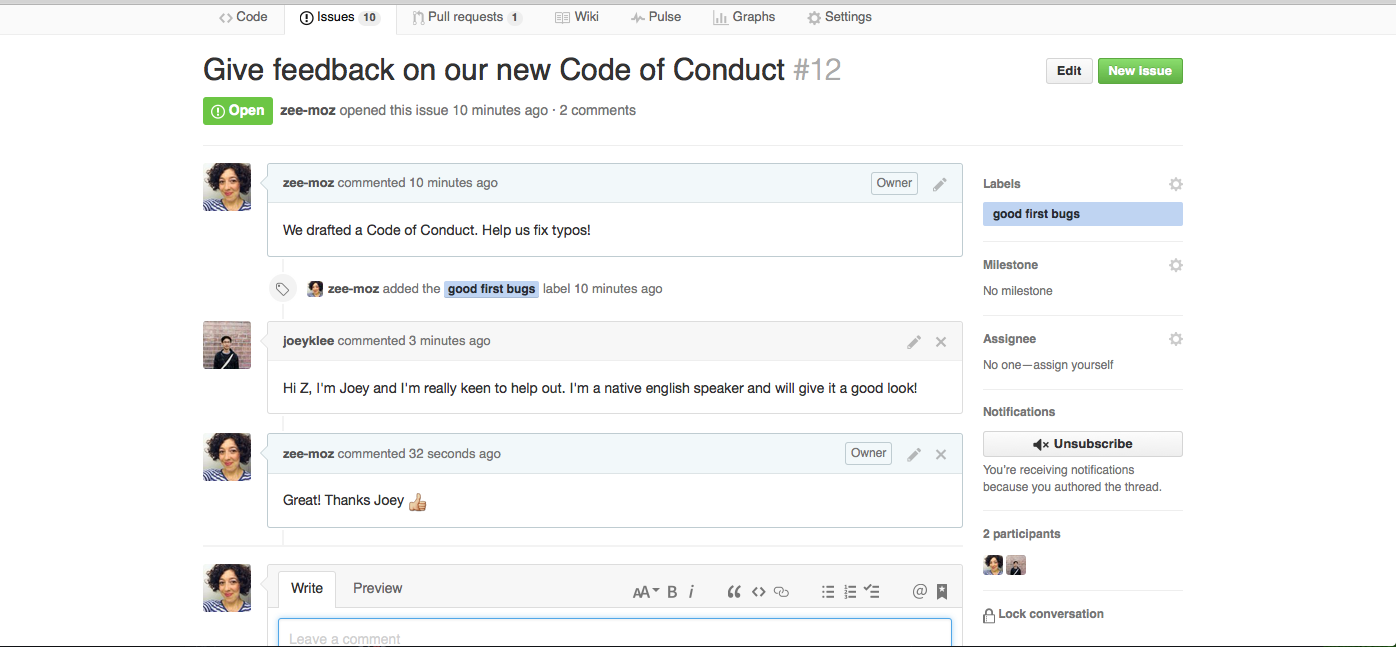 Code Issues 10 Pull requests 1 Wiki Pulse Graphs Settings
Give feedback on our new Code of Conduct #12
Edit New issue
Open zee-moz opened this issue 10 minutes ago · 2 comments
zee-moz commented 10 minutes ago Owner
We drafted a Code of Conduct. Help us fix typos!
zee-moz added the good first bugs label 10 minutes ago
joeyklee commented 3 minutes ago
Hi Z, I'm Joey and I'm really keen to help out. I'm a native english speaker and will give it a good look!
zee-moz commented 32 seconds ago Owner
Great! Thanks Joey 👍🏼
Write Preview AA B i “ <> @
Leave a comment
Labels
good first bugs
Milestone
No milestone
Assignee
No one—assign yourself
Notifications
Unsubscribe
You're receiving notifications
because you authored the thread.
2 participants
Lock conversation